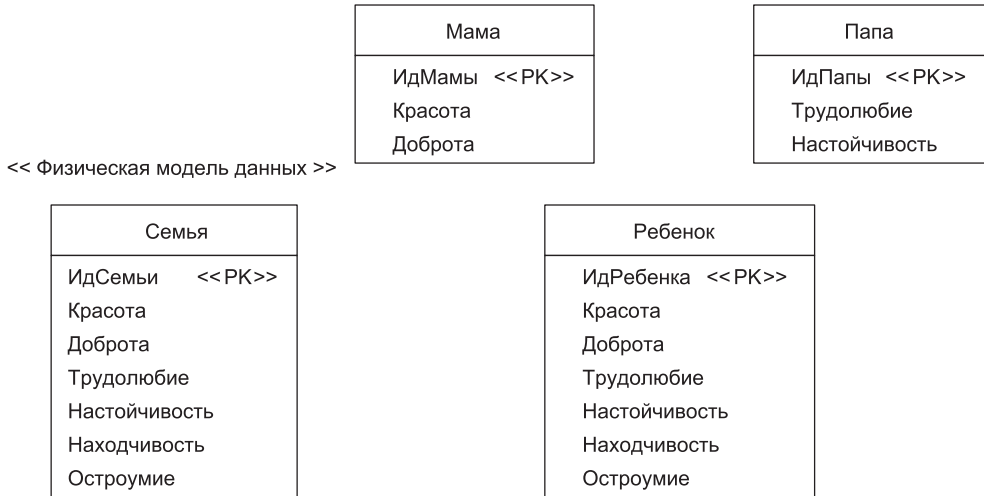 Мама
ИдМамы <<PK>>
Красота
Доброта
Папа
ИдПапы <<PK>>
Трудолюбие
Настойчивость
<< Физическая модель данных >>
Семья
ИдСемьи <<PK>>
Красота
Доброта
Трудолюбие
Настойчивость
Находчивость
Остроумие
Ребенок
ИдРебенка <<PK>>
Красота
Доброта
Трудолюбие
Настойчивость
Находчивость
Остроумие